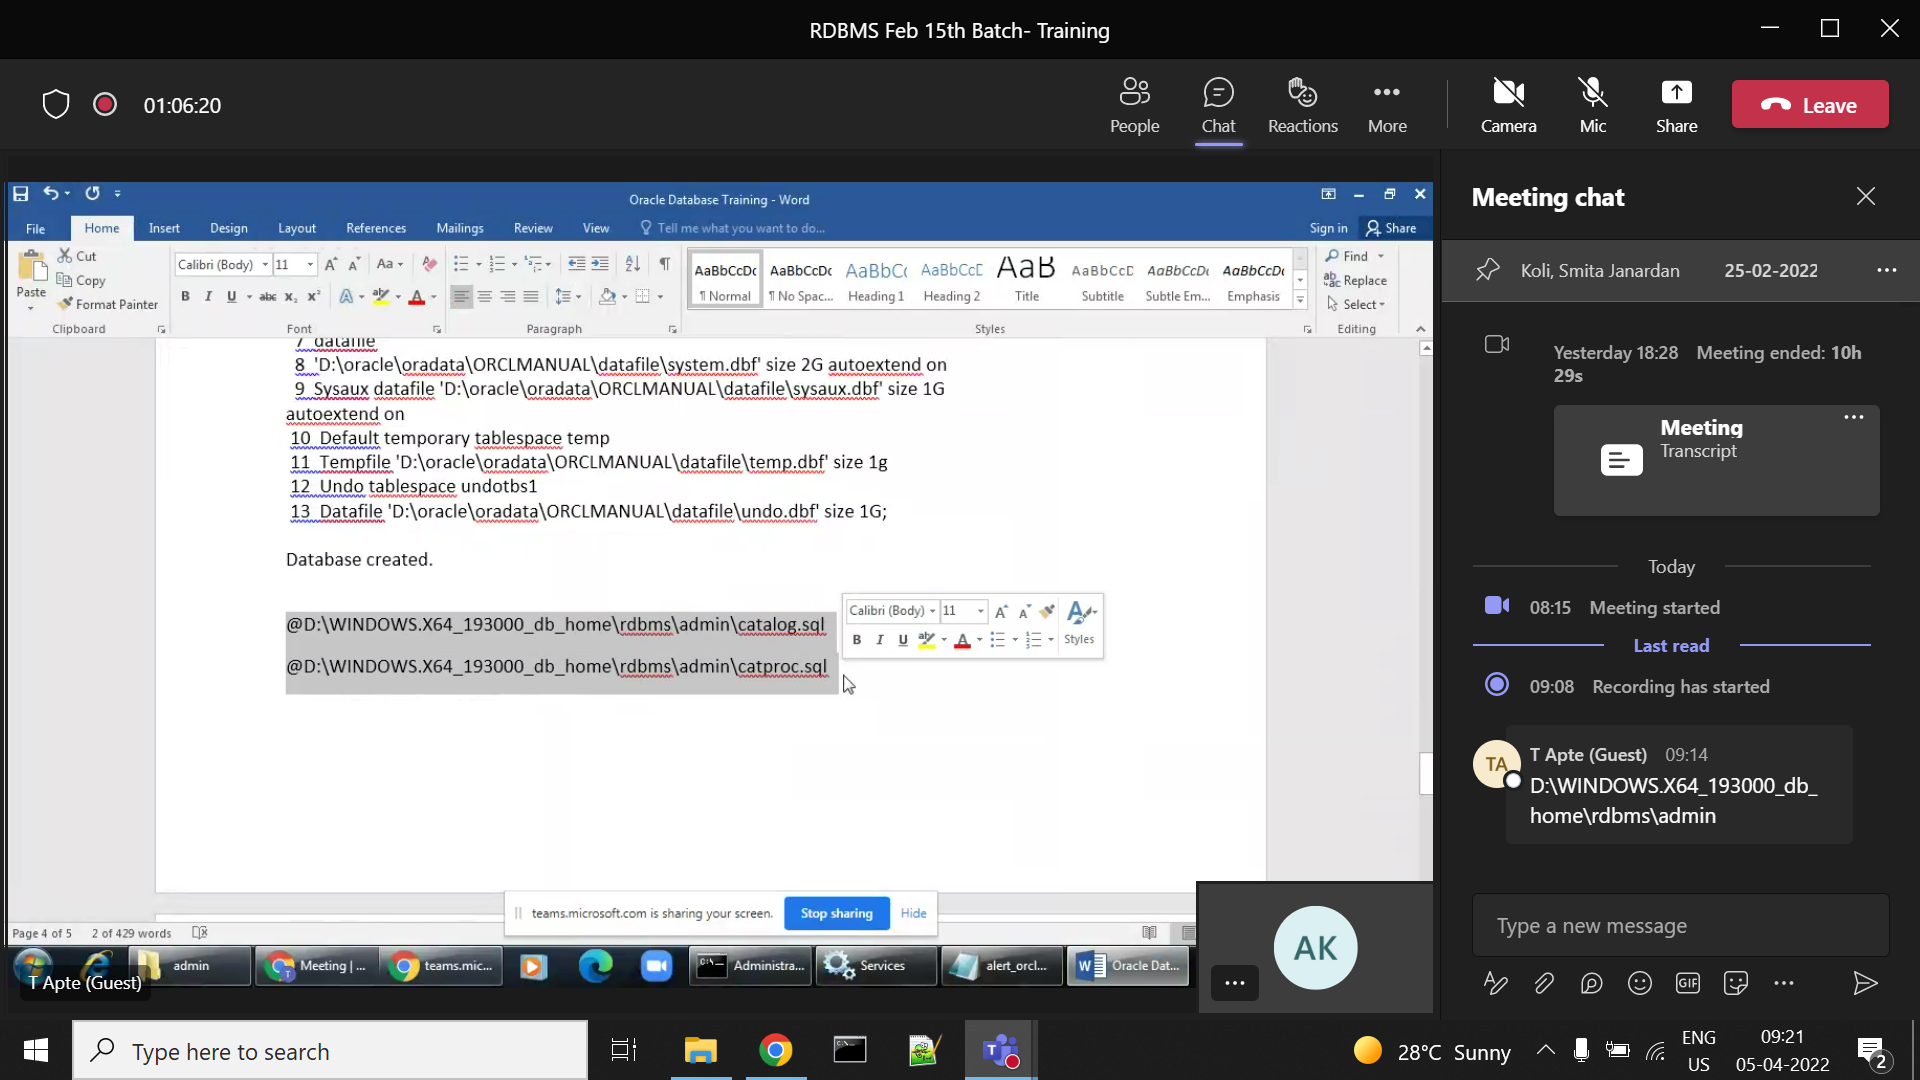 RDBMS Feb 15th Batch- Training
01:06:20
People
Chat
Reactions
More
Camera
Mic
Share
Leave
Oracle Database Training - Word
File
Home
Insert
Design
Layout
References
Mailings
Review
View
Tell me what you want to do...
Sign in
Share
Paste
Cut
Copy
Format Painter
Clipboard
Calibri (Body)
11
Font
Paragraph
AaBbCcDc
¶ Normal
AaBbCcDc
¶ No Spac...
AaBbCc
Heading 1
AaBbCcC
Heading 2
AaB
Title
AaBbCcD
Subtitle
AaBbCcDc
Subtle Em...
AaBbCcDc
Emphasis
Styles
Find
Replace
Select
Editing
7 datafile
8 'D:\oracle\oradata\ORCLMANUAL\datafile\system.dbf' size 2G autoextend on
9 Sysaux datafile 'D:\oracle\oradata\ORCLMANUAL\datafile\sysaux.dbf' size 1G
autoextend on
10 Default temporary tablespace temp
11 Tempfile 'D:\oracle\oradata\ORCLMANUAL\datafile\temp.dbf' size 1g
12 Undo tablespace undotbs1
13 Datafile 'D:\oracle\oradata\ORCLMANUAL\datafile\undo.dbf' size 1G;
Database created.
@D:\WINDOWS.X64_193000_db_home\rdbms\admin\catalog.sql
@D:\WINDOWS.X64_193000_db_home\rdbms\admin\catproc.sql
Calibri (Body)
11
Styles
teams.microsoft.com is sharing your screen.
Stop sharing
Hide
Page 4 of 5
2 of 429 words
admin
Meeting | ...
teams.mic...
Administra...
Services
alert_orcl...
Oracle Dat...
T Apte (Guest)
AK
Meeting chat
Koli, Smita Janardan
25-02-2022
Yesterday 18:28 Meeting ended: 10h
29s
Meeting
Transcript
Today
08:15 Meeting started
Last read
09:08 Recording has started
TA
T Apte (Guest) 09:14
D:\WINDOWS.X64_193000_db_
home\rdbms\admin
Type a new message
GIF
Type here to search
28°C Sunny
ENG
US
09:21
05-04-2022
2